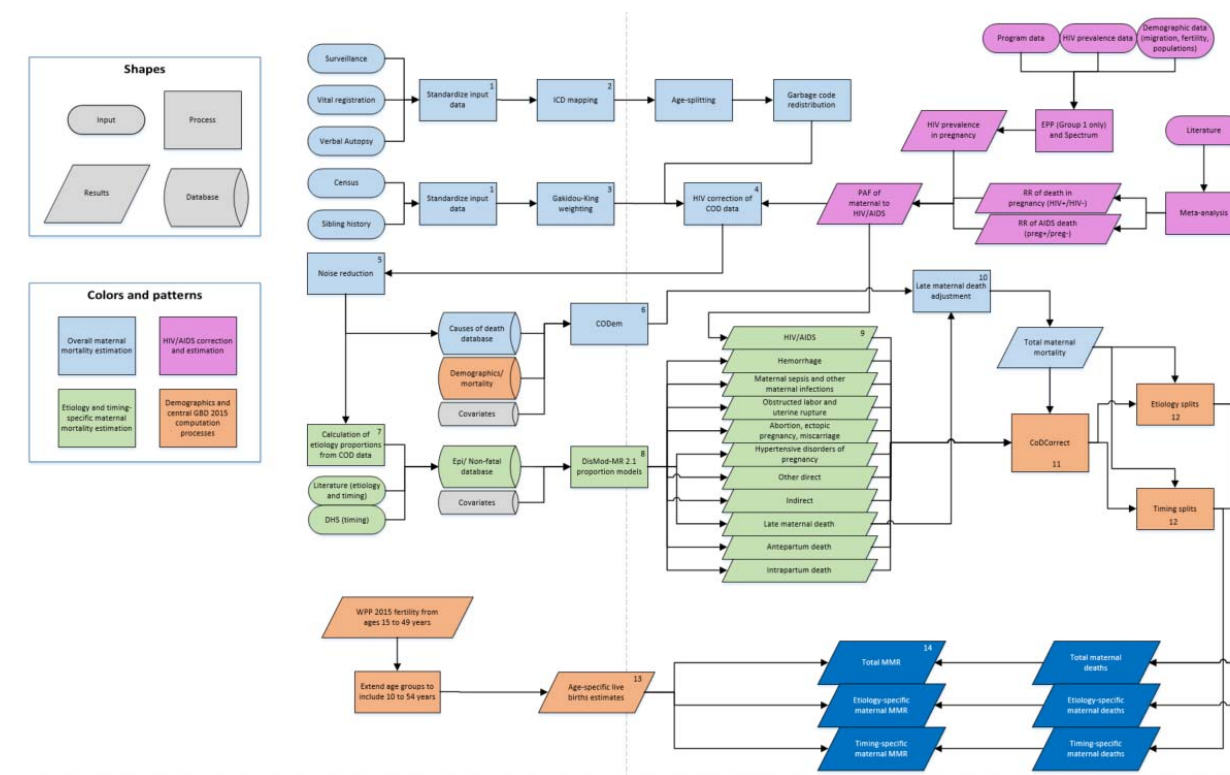 Shapes
Input
Process
Results
Database
Colors and patterns
Overall maternal
mortality estimation
HIV/AIDS correction
and estimation
Etiology and timing-
specific maternal
mortality estimation
Demographics and
central GBD 2015
computation
processes
Surveillance
Vital registration
Verbal Autopsy
1
Standardize input
data
2
ICD mapping
Age-splitting
Garbage code
redistribution
Census
Sibling history
1
Standardize input
data
3
Gakidou-King
weighting
4
HIV correction of
COD data
PAF of
maternal to
HIV/AIDS
Program data
HIV prevalence data
Demographic data
(migration, fertility,
populations)
EPP (Group 1 only)
and Spectrum
HIV prevalence
in pregnancy
Literature
Meta-analysis
RR of death in
pregnancy (HIV+/HIV-)
RR of AIDS death
(preg+/preg-)
5
Noise reduction
Causes of death
database
Demographics/
mortality
Covariates
6
CODem
10
Late maternal death
adjustment
Total maternal
mortality
7
Calculation of
etiology proportions
from COD data
Literature (etiology
and timing)
DHS (timing)
Epi/ Non-fatal
database
Covariates
8
DisMod-MR 2.1
proportion models
9
HIV/AIDS
Hemorrhage
Maternal sepsis and other
maternal infections
Obstructed labor and
uterine rupture
Abortion, ectopic
pregnancy, miscarriage
Hypertensive disorders of
pregnancy
Other direct
Indirect
Late maternal death
Antepartum death
Intrapartum death
CoDCorrect
11
Etiology splits
12
Timing splits
12
WPP 2015 fertility from
ages 15 to 49 years
Extend age groups to
include 10 to 54 years
13
Age-specific live
births estimates
14
Total MMR
Etiology-specific
maternal MMR
Timing-specific
maternal MMR
Total maternal
deaths
Etiology-specific
maternal deaths
Timing-specific
maternal deaths